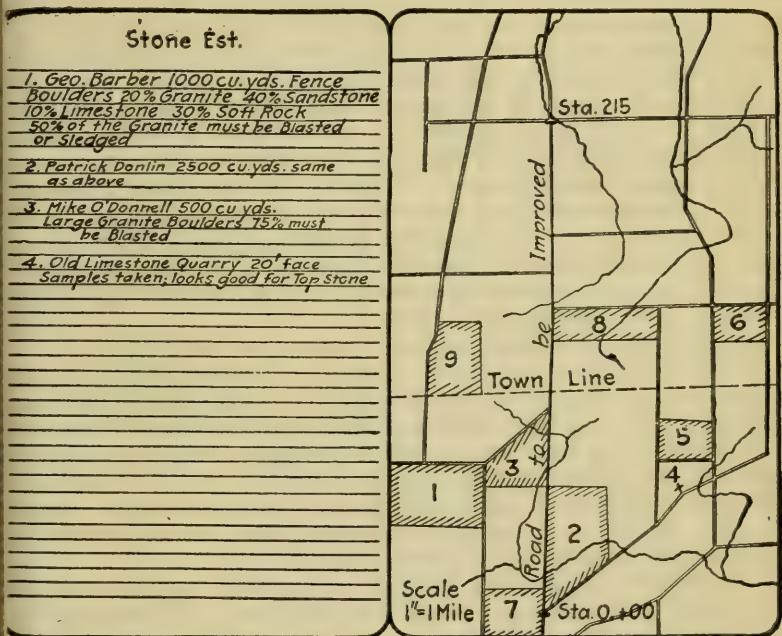 Stone Est.
1. Geo. Barber 1000 cu. yds. Fence
Boulders 20% Granite 40% Sandstone
10% Limestone 30% Soft Rock
50% of the Granite must be Blasted
or Sledged
2. Patrick Donlin 2500 cu. yds. same
as above
3. Mike O'Donnell 500 cu yds.
Large Granite Boulders 75% must
be Blasted
4. Old Limestone Quarry 20' face
Samples taken; looks good for Top Stone
Sta. 215
Road to be Improved
8
6
9
Town Line
5
3
4
1
2
Scale
1"=1Mile
7
Sta. 0.+00